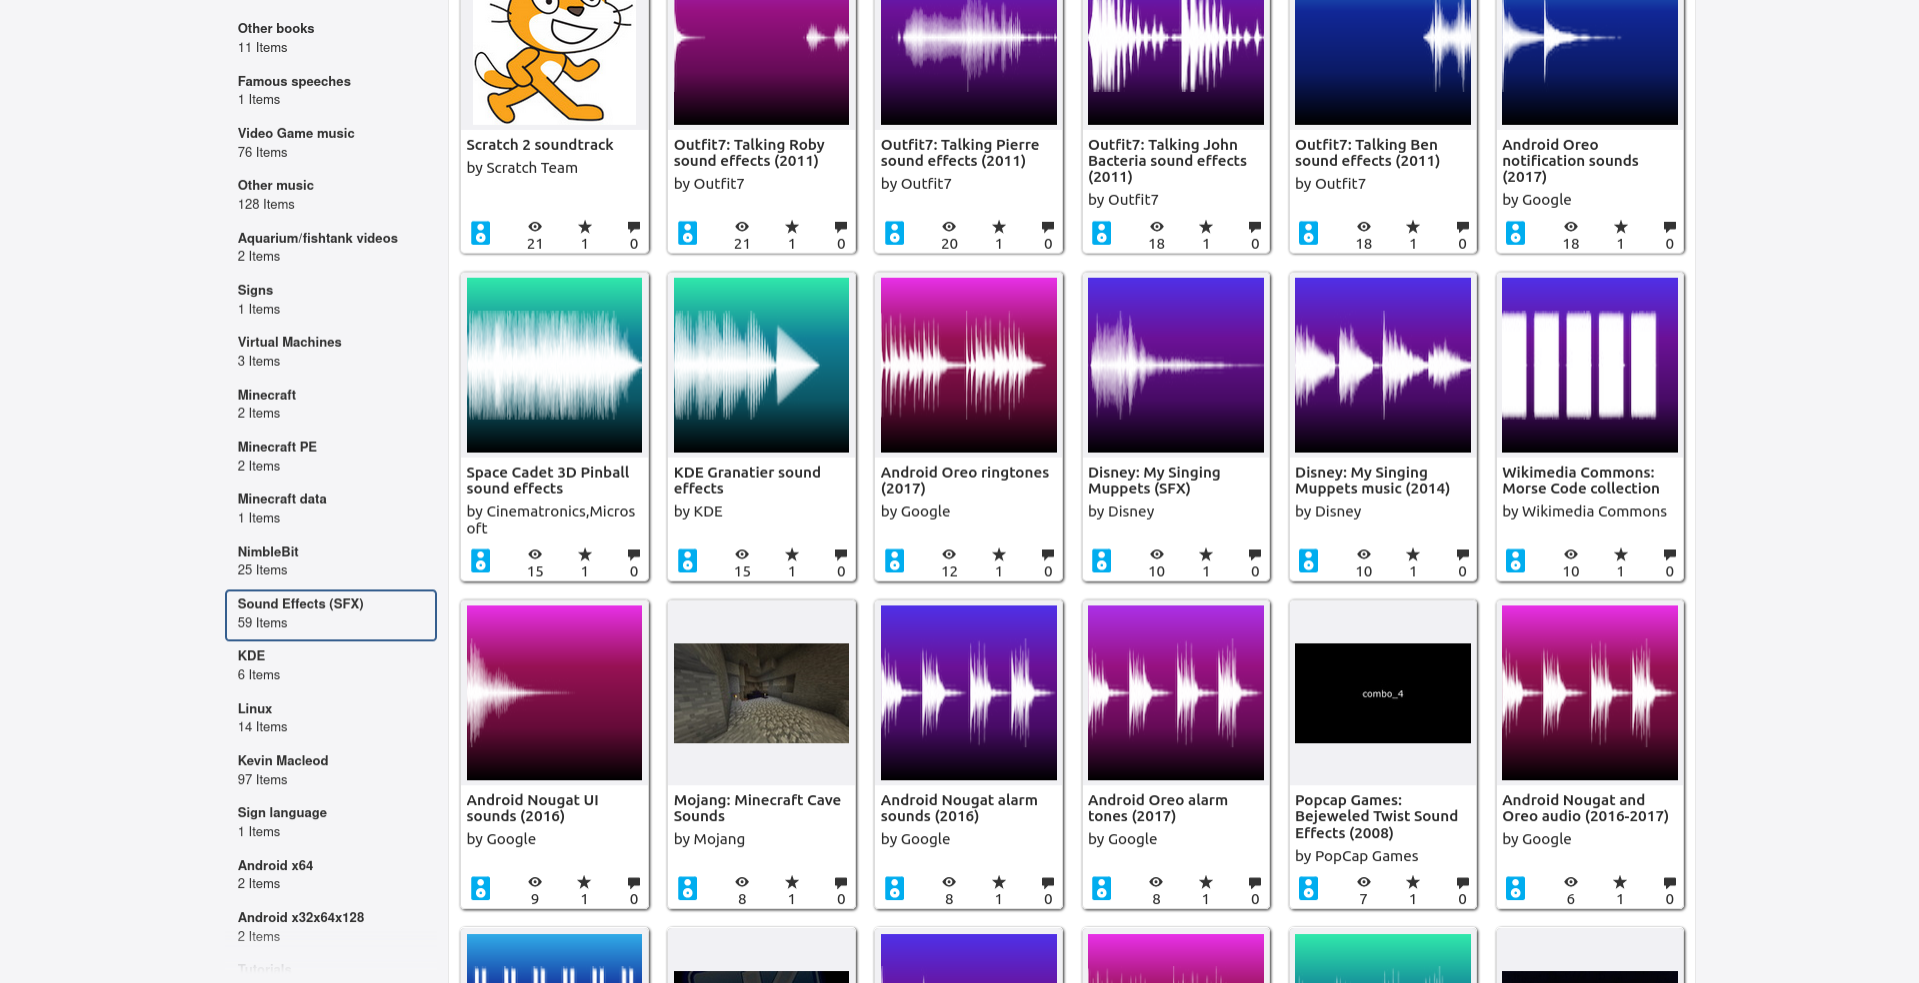 Other books
11 Items
Famous speeches
1 Items
Video Game music
76 Items
Other music
128 Items
Aquarium/fishtank videos
2 Items
Signs
1 Items
Virtual Machines
3 Items
Minecraft
2 Items
Minecraft PE
2 Items
Minecraft data
1 Items
NimbleBit
25 Items
Sound Effects (SFX)
59 Items
KDE
6 Items
Linux
14 Items
Kevin Macleod
97 Items
Sign language
1 Items
Android x64
2 Items
Android x32x64x128
2 Items
Tutorials
Scratch 2 soundtrack
by Scratch Team
21 1 0
Outfit7: Talking Roby
sound effects (2011)
by Outfit7
21 1 0
Outfit7: Talking Pierre
sound effects (2011)
by Outfit7
20 1 0
Outfit7: Talking John
Bacteria sound effects
(2011)
by Outfit7
18 1 0
Outfit7: Talking Ben
sound effects (2011)
by Outfit7
18 1 0
Android Oreo
notification sounds
(2017)
by Google
18 1 0
Space Cadet 3D Pinball
sound effects
by Cinematronics,Micros
oft
15 1 0
KDE Granatier sound
effects
by KDE
15 1 0
Android Oreo ringtones
(2017)
by Google
12 1 0
Disney: My Singing
Muppets (SFX)
by Disney
10 1 0
Disney: My Singing
Muppets music (2014)
by Disney
10 1 0
Wikimedia Commons:
Morse Code collection
by Wikimedia Commons
10 1 0
Android Nougat UI
sounds (2016)
by Google
9 1 0
Mojang: Minecraft Cave
Sounds
by Mojang
8 1 0
Android Nougat alarm
sounds (2016)
by Google
8 1 0
Android Oreo alarm
tones (2017)
by Google
8 1 0
combo_4
Popcap Games:
Bejeweled Twist Sound
Effects (2008)
by PopCap Games
7 1 0
Android Nougat and
Oreo audio (2016-2017)
by Google
6 1 0